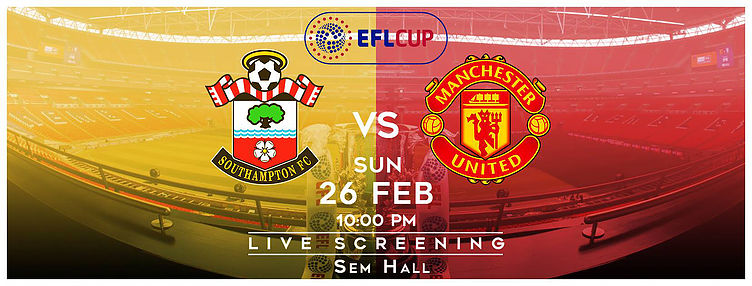 EFL CUP
SOUTHAMPTON FC
VS
MANCHESTER
UNITED
SUN
26 FEB
10:00 PM
LIVE SCREENING
SEM HALL